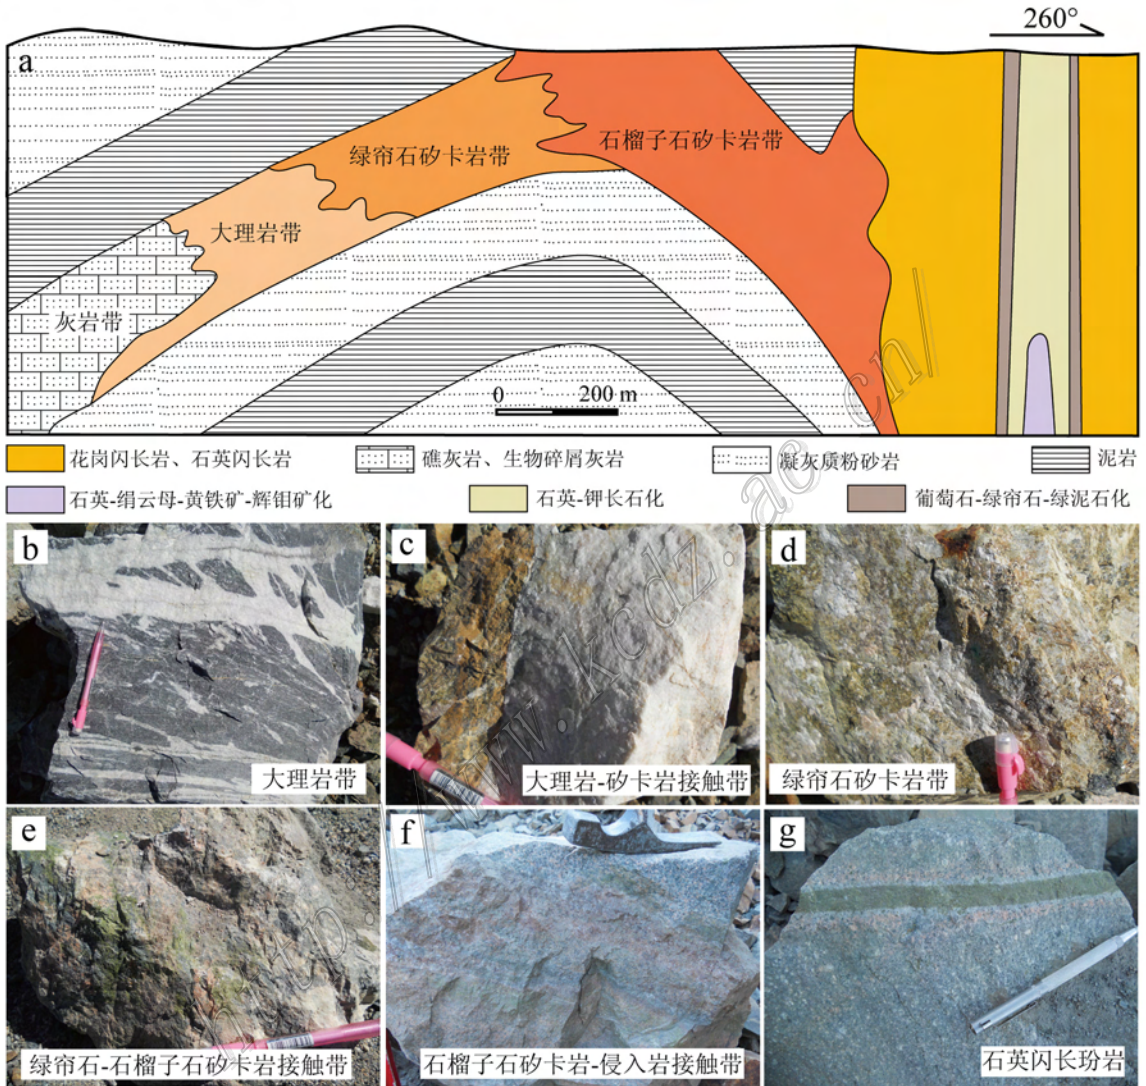 260°
a
绿帘石矽卡岩带
石榴子石矽卡岩带
大理岩带
灰岩带
0 200 m
花岗闪长岩、石英闪长岩
礁灰岩、生物碎屑灰岩
凝灰质粉砂岩
泥岩
石英-绢云母-黄铁矿-辉钼矿化
石英-钾长石化
葡萄石-绿帘石-绿泥石化
b
大理岩带
c
大理岩-矽卡岩接触带
d
绿帘石矽卡岩带
e
绿帘石-石榴子石矽卡岩接触带
f
石榴子石矽卡岩-侵入岩接触带
g
石英闪长玢岩
www.kcdz.ac.cn/